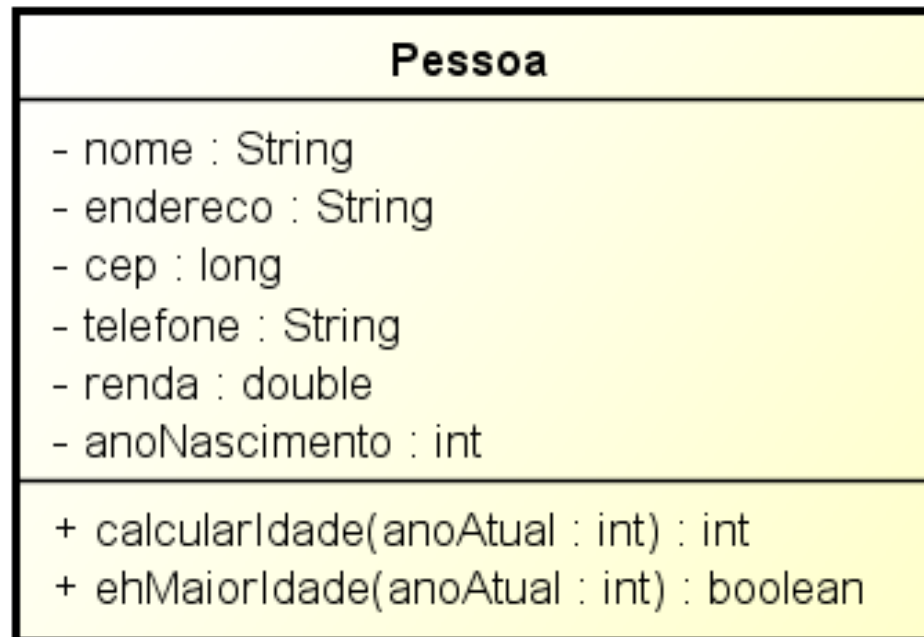 Pessoa
- nome : String
- endereco : String
- cep : long
- telefone : String
- renda : double
- anoNascimento : int
+ calcularIdade(anoAtual : int) : int
+ ehMaiorIdade(anoAtual : int) : boolean